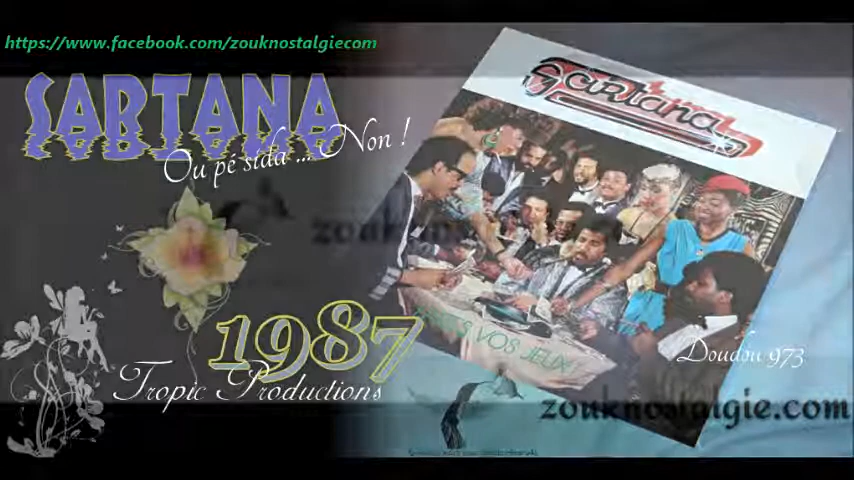 https://www.facebook.com/zouknostalgiecom
SARTANA
Ou pé sida ... Non !
Sartana
VOS JEUX!
1987
Tropic Productions
Doudou 973
zouknostalgie.com